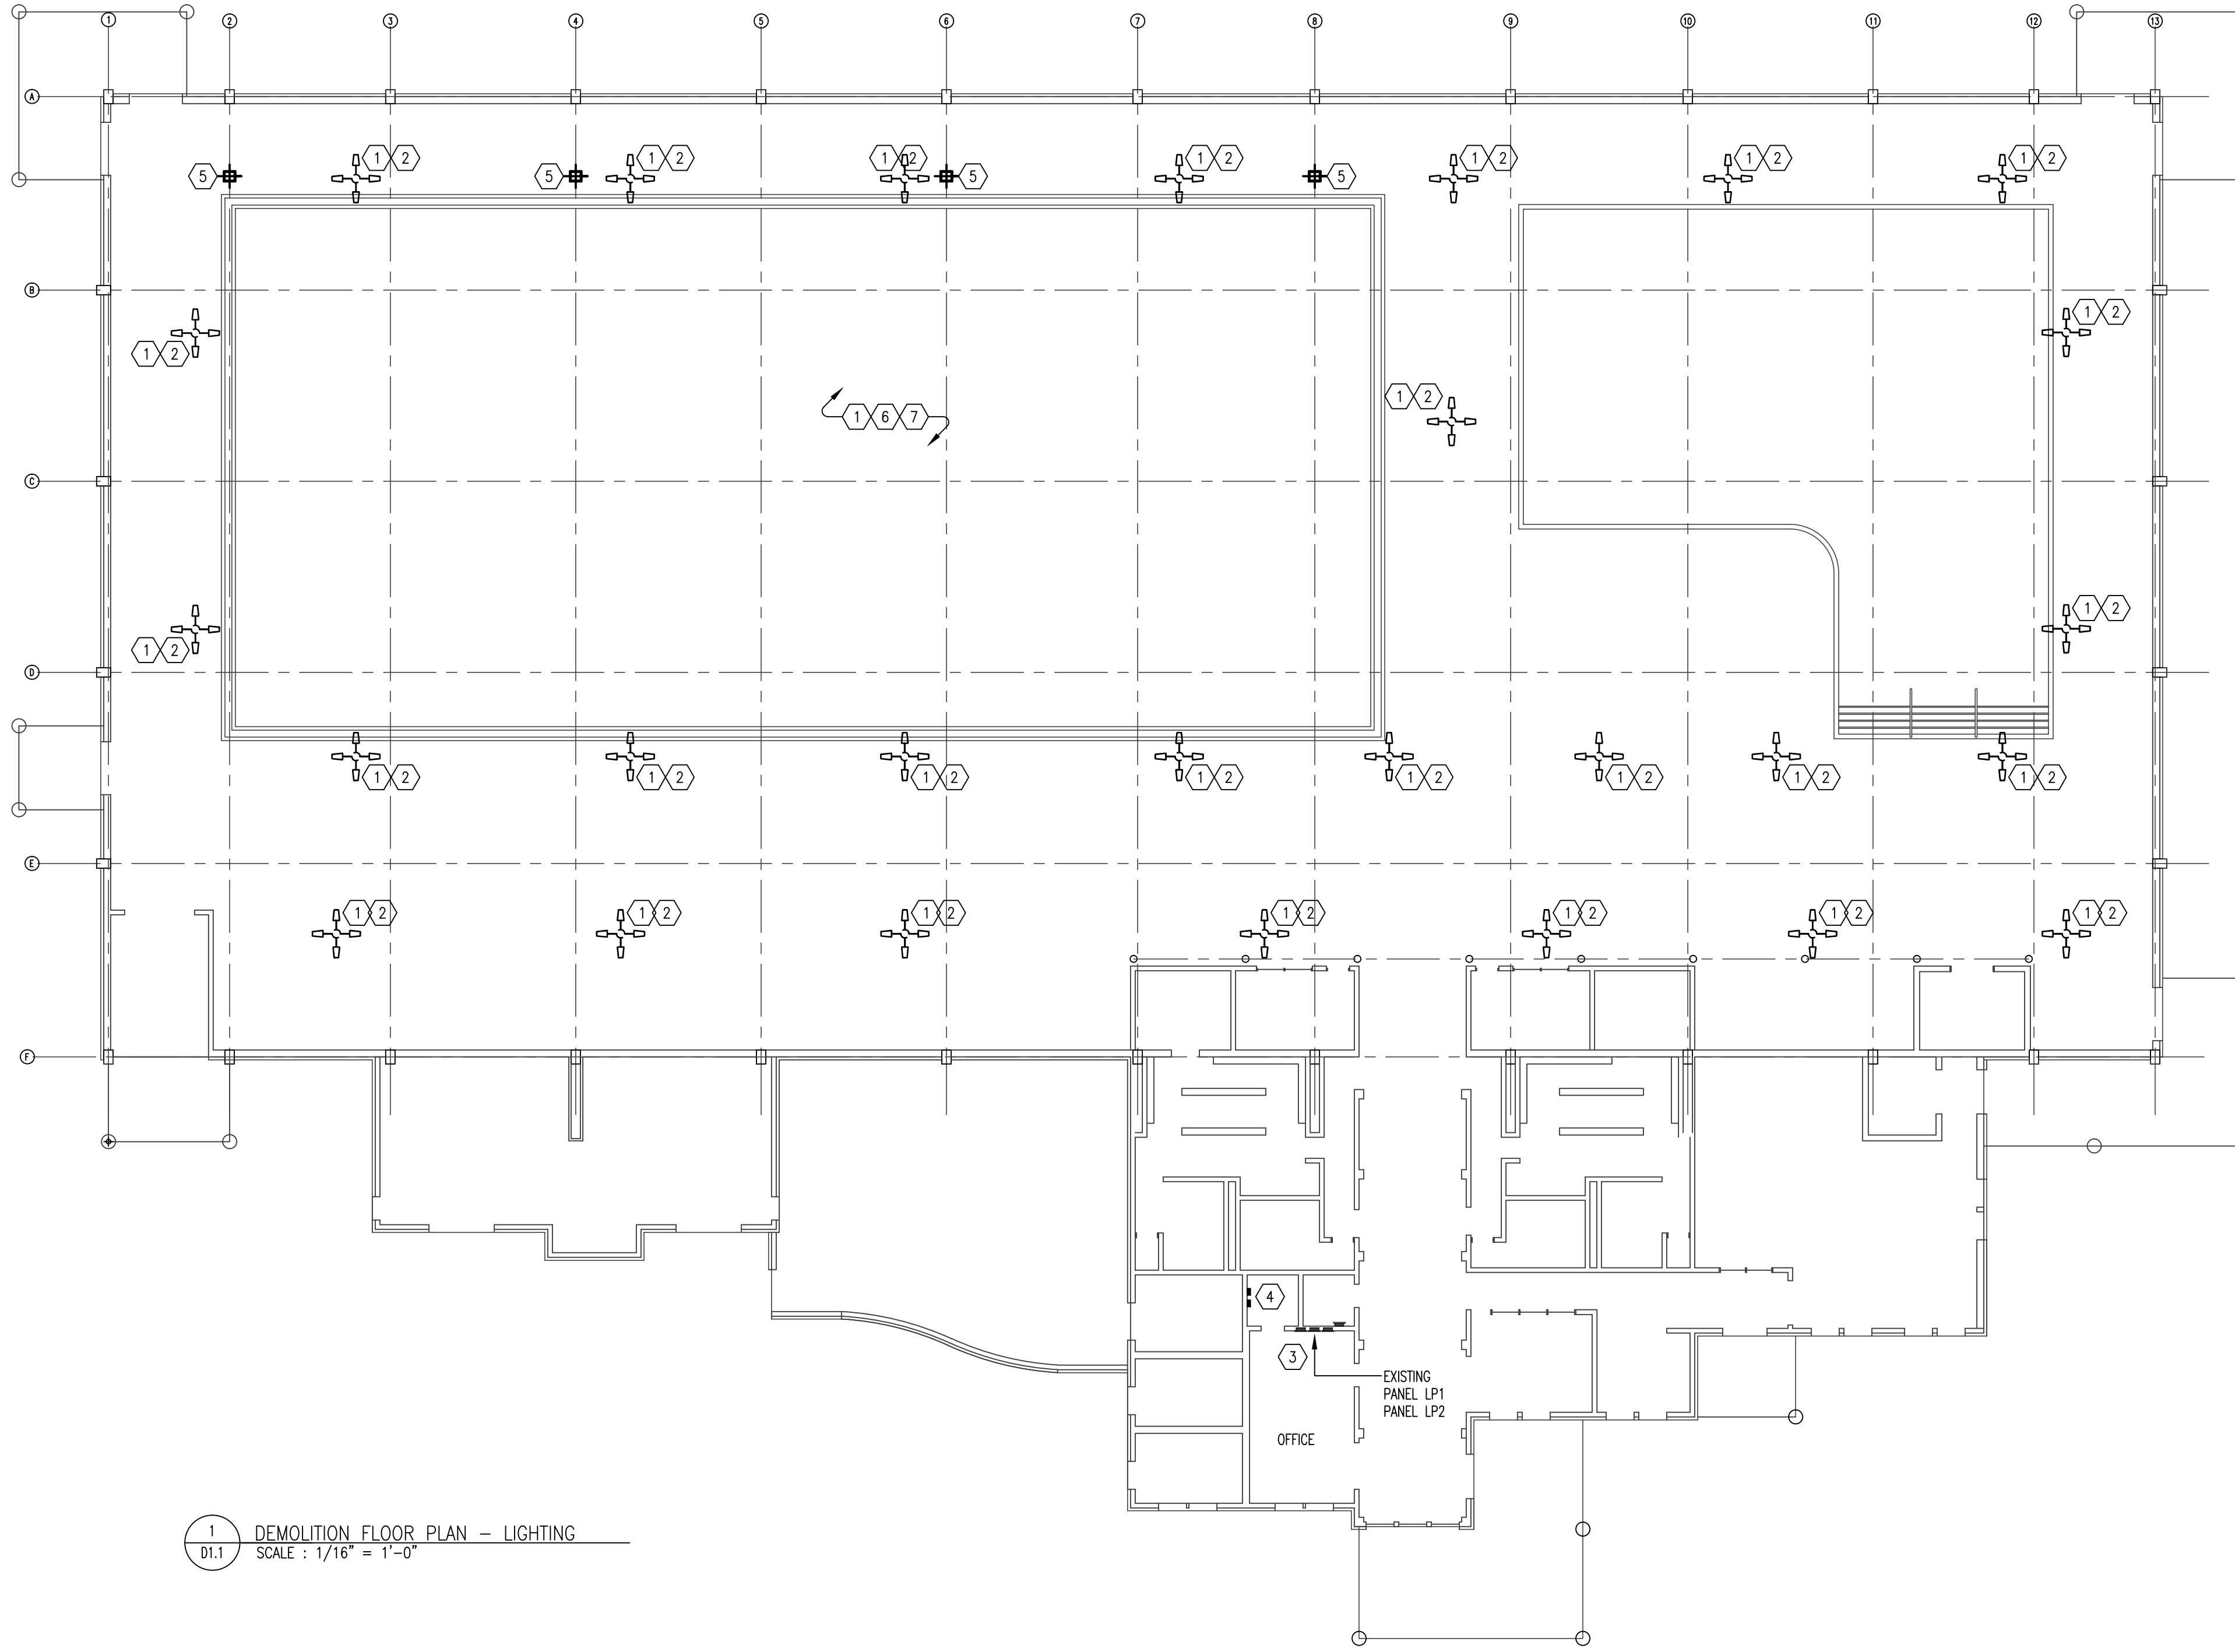 1 2 3 4 5 6 7 8 9 10 11 12 13
A
1 2 1 2 1 2 1 2 1 2 1 2 1 2
5 5 5 5
B
1 2
1 2
1 2
1 6 7
C
1 2
1 2
D
1 2 1 2 1 2 1 2 1 2 1 2 1 2 1 2
E
1 2 1 2 1 2 1 2 1 2 1 2 1 2
F
4
3
EXISTING
PANEL LP1
PANEL LP2
OFFICE
1
D1.1
DEMOLITION FLOOR PLAN – LIGHTING
SCALE : 1/16" = 1'-0"